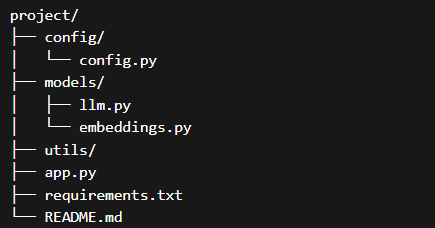 project/
├── config/
│   └── config.py
├── models/
│   ├── llm.py
│   └── embeddings.py
├── utils/
├── app.py
├── requirements.txt
└── README.md